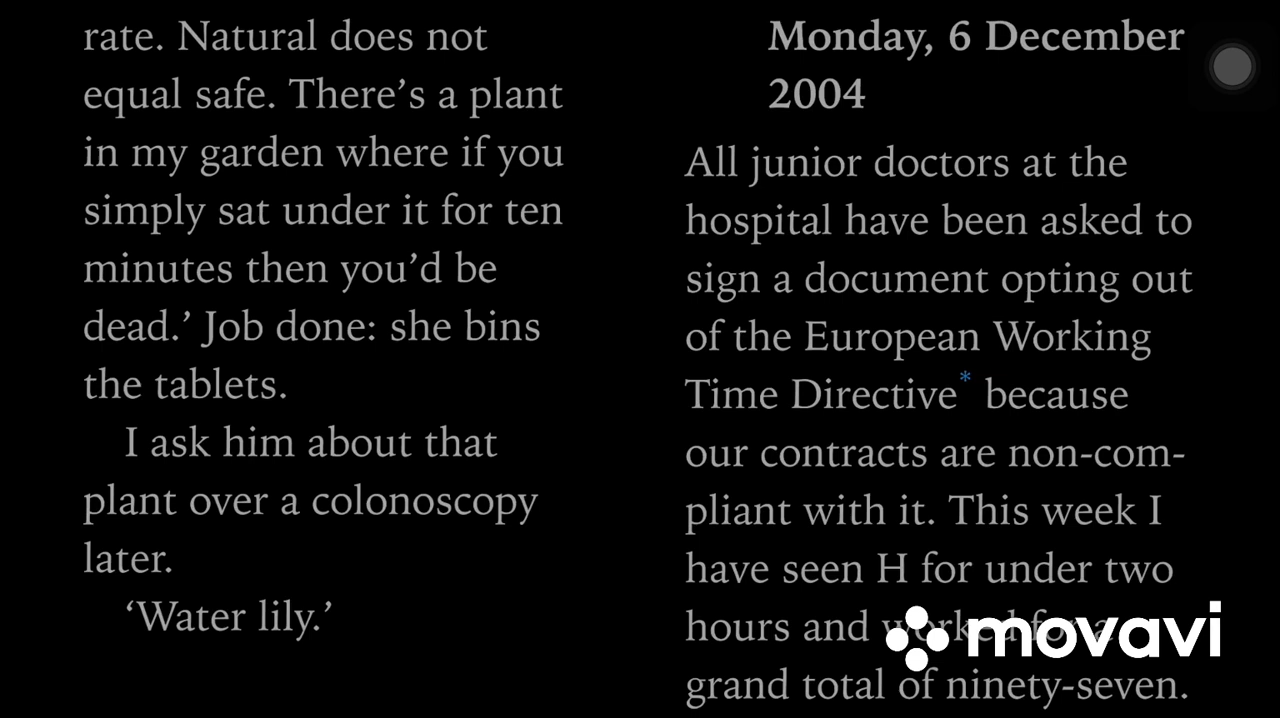 rate. Natural does not
equal safe. There’s a plant
in my garden where if you
simply sat under it for ten
minutes then you’d be
dead.’ Job done: she bins
the tablets.
I ask him about that
plant over a colonoscopy
later.
‘Water lily.’
Monday, 6 December
2004
All junior doctors at the
hospital have been asked to
sign a document opting out
of the European Working
Time Directive* because
our contracts are non-com-
pliant with it. This week I
have seen H for under two
hours and worked for a
grand total of ninety-seven.
movavi